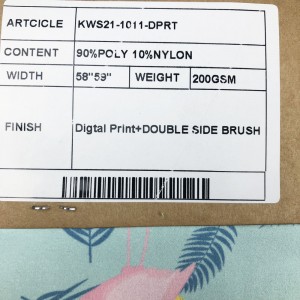 ARTCICLE KWS21-1011-DPRT
CONTENT 90%POLY 10%NYLON
WIDTH 58"59" WEIGHT 200GSM
FINISH Digtal Print+DOUBLE SIDE BRUSH